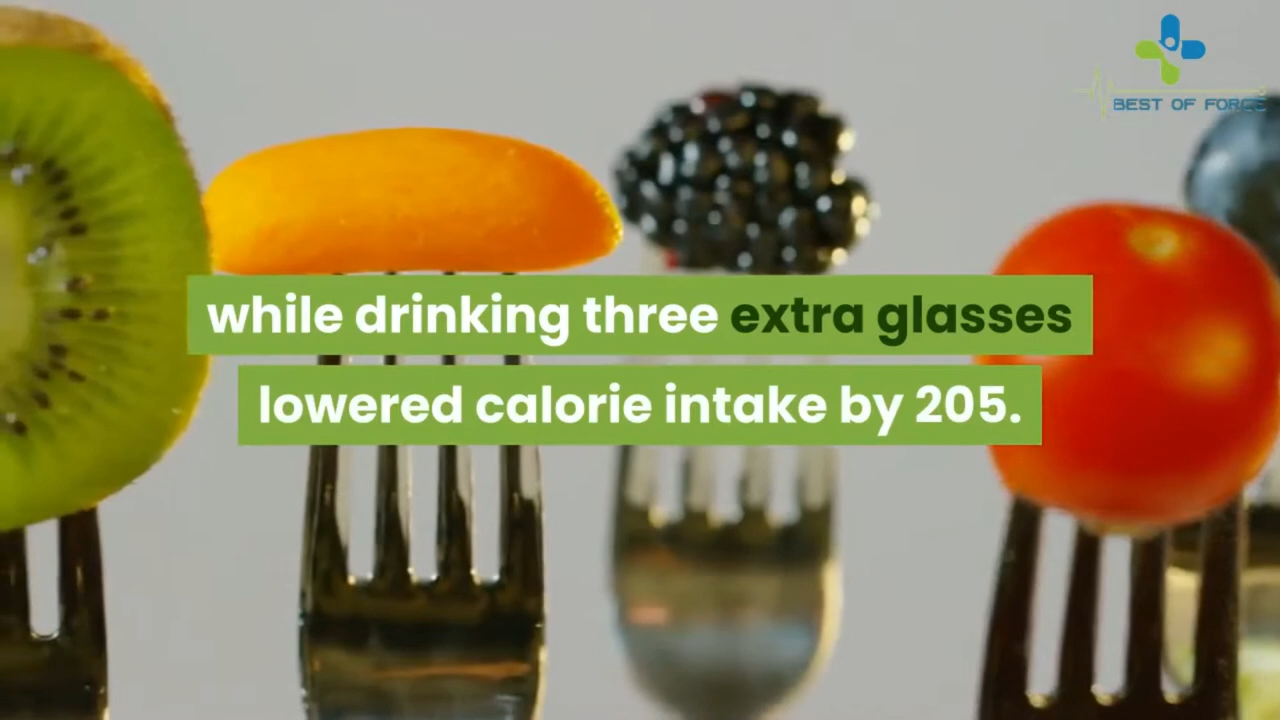 BEST OF FORCE
while drinking three extra glasses
lowered calorie intake by 205.